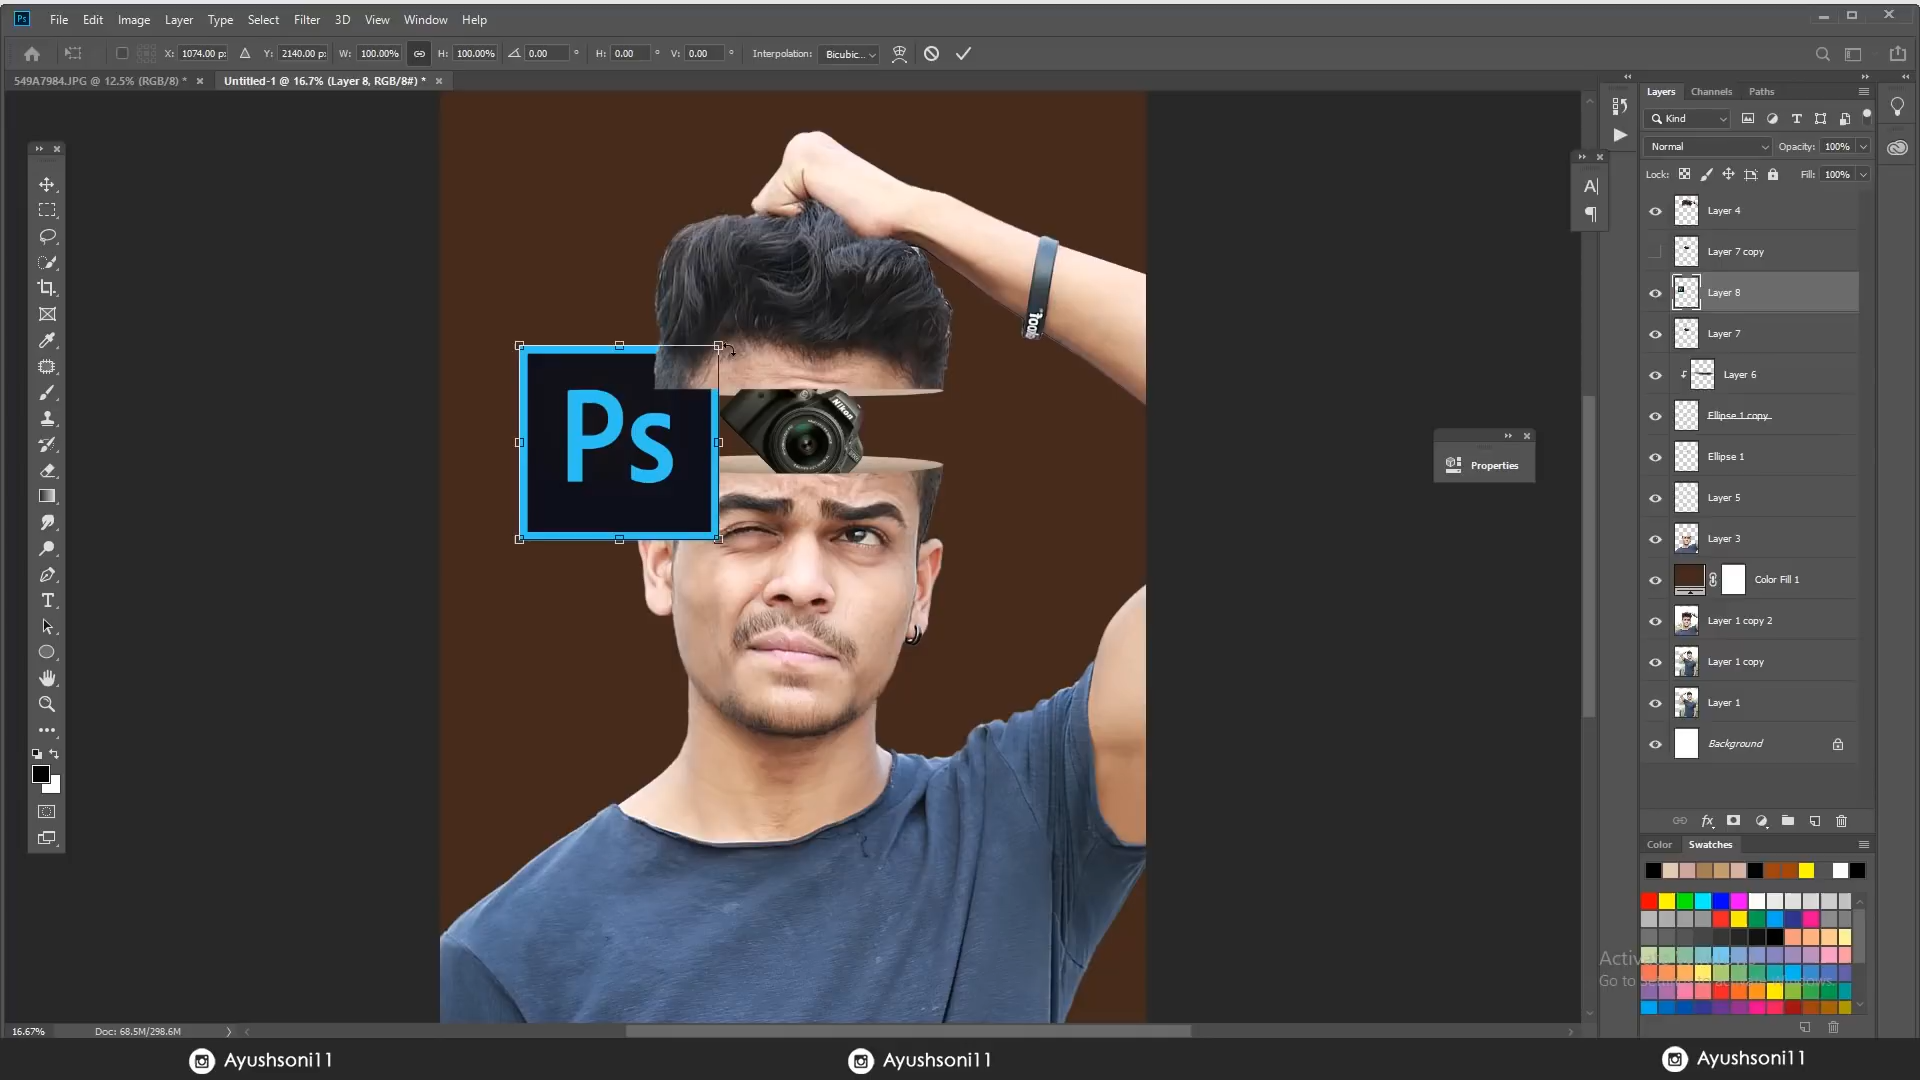 Ps File Edit Image Layer Type Select Filter 3D View Window Help
X: 1074.00 px Y: 2140.00 px W: 100.00% H: 100.00% 0.00 ° H: 0.00 ° V: 0.00 ° Interpolation: Bicubic...
549A7984.JPG @ 12.5% (RGB/8) * × Untitled-1 @ 16.7% (Layer 8, RGB/8#) * ×
Layers Channels Paths
Kind
Normal Opacity: 100%
Lock: Fill: 100%
Layer 4
Layer 7 copy
Layer 8
Layer 7
Layer 6
Ellipse 1 copy
Ellipse 1
Layer 5
Layer 3
Color Fill 1
Layer 1 copy 2
Layer 1 copy
Layer 1
Background
Properties
Color Swatches
Ps
Nikon
16.67% Doc: 68.5M/298.6M
Ayushsoni11
Ayushsoni11
Ayushsoni11